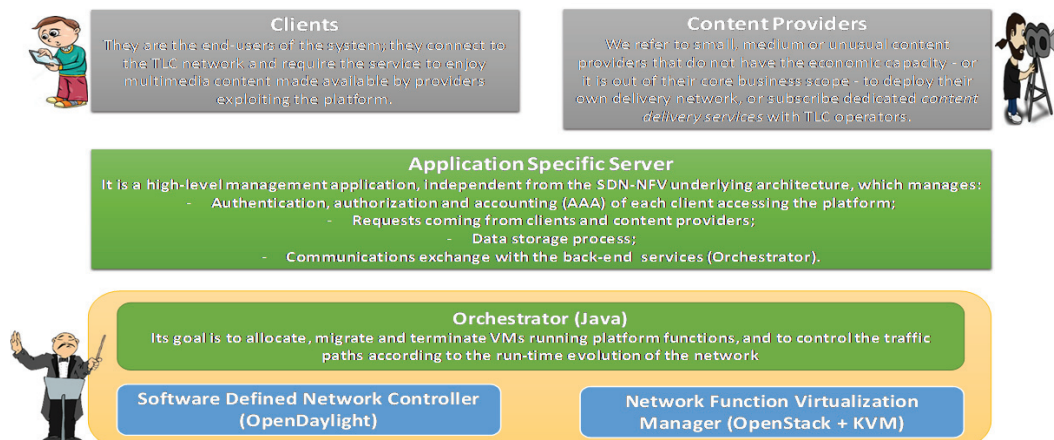 Clients
They are the end-users of the system; they connect to
the TLC network and require the service to enjoy
multimedia content made available by providers
exploiting the platform.
Content Providers
We refer to small, medium or unusual content
providers that do not have the economic capacity - or
it is out of their core business scope - to deploy their
own delivery network, or subscribe dedicated content
delivery services with TLC operators.
Application Specific Server
It is a high-level management application, independent from the SDN-NFV underlying architecture, which manages:
- Authentication, authorization and accounting (AAA) of each client accessing the platform;
- Requests coming from clients and content providers;
- Data storage process;
- Communications exchange with the back-end services (Orchestrator).
Orchestrator (Java)
Its goal is to allocate, migrate and terminate VMs running platform functions, and to control the traffic
paths according to the run-time evolution of the network
Software Defined Network Controller
(OpenDaylight)
Network Function Virtualization
Manager (OpenStack + KVM)